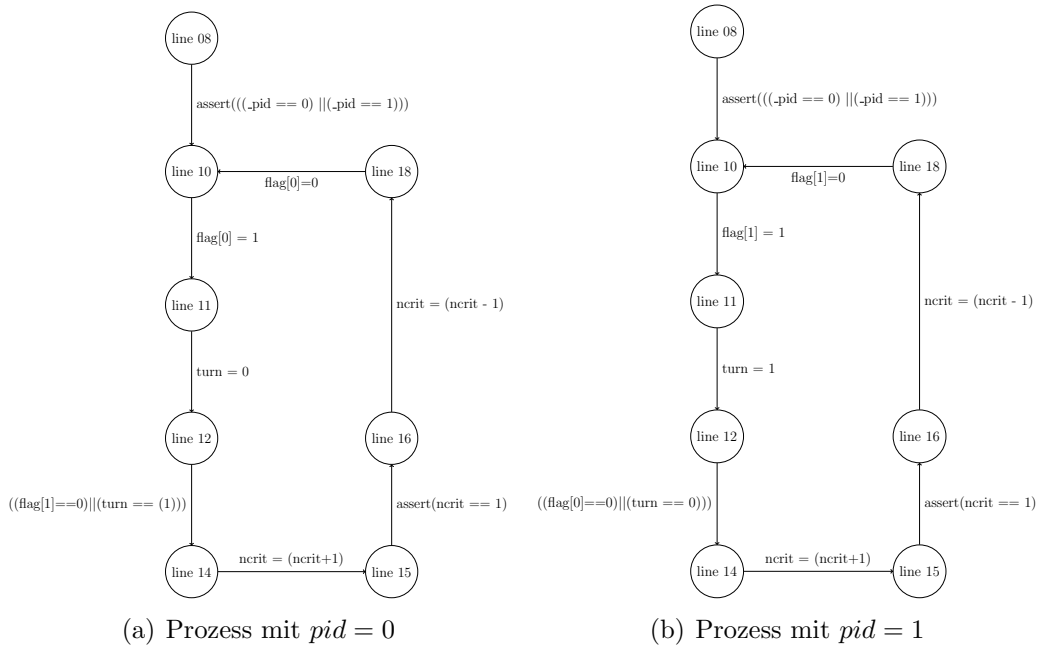 line 08
assert(((_pid == 0) ||(_pid == 1)))
line 10
line 18
flag[0]=0
flag[0] = 1
line 11
ncrit = (ncrit - 1)
turn = 0
line 12
line 16
((flag[1]==0)||(turn == (1)))
assert(ncrit == 1)
ncrit = (ncrit+1)
line 14
line 15
(a) Prozess mit pid = 0
line 08
assert(((_pid == 0) ||(_pid == 1)))
line 10
line 18
flag[1]=0
flag[1] = 1
line 11
ncrit = (ncrit - 1)
turn = 1
line 12
line 16
((flag[0]==0)||(turn == 0)))
assert(ncrit == 1)
ncrit = (ncrit+1)
line 14
line 15
(b) Prozess mit pid = 1